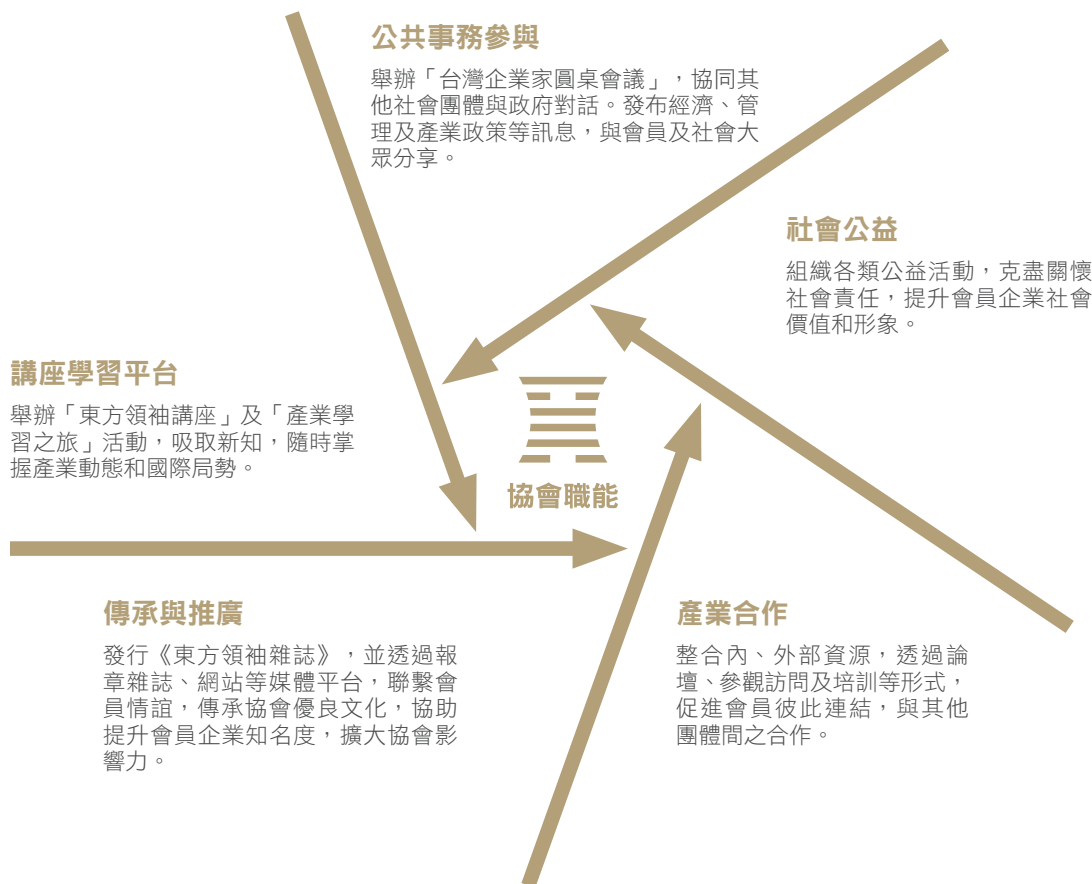 公共事務參與
舉辦「台灣企業家圓桌會議」，協同其
他社會團體與政府對話。發布經濟、管
理及產業政策等訊息，與會員及社會大
眾分享。
社會公益
組織各類公益活動，克盡關懷
社會責任，提升會員企業社會
價值和形象。
講座學習平台
舉辦「東方領袖講座」及「產業學
習之旅」活動，吸取新知，隨時掌
握產業動態和國際局勢。
協會職能
傳承與推廣
發行《東方領袖雜誌》，並透過報
章雜誌、網站等媒體平台，聯繫會
員情誼，傳承協會優良文化，協助
提升會員企業知名度，擴大協會影
響力。
產業合作
整合內、外部資源，透過論
壇、參觀訪問及培訓等形式，
促進會員彼此連結，與其他
團體間之合作。